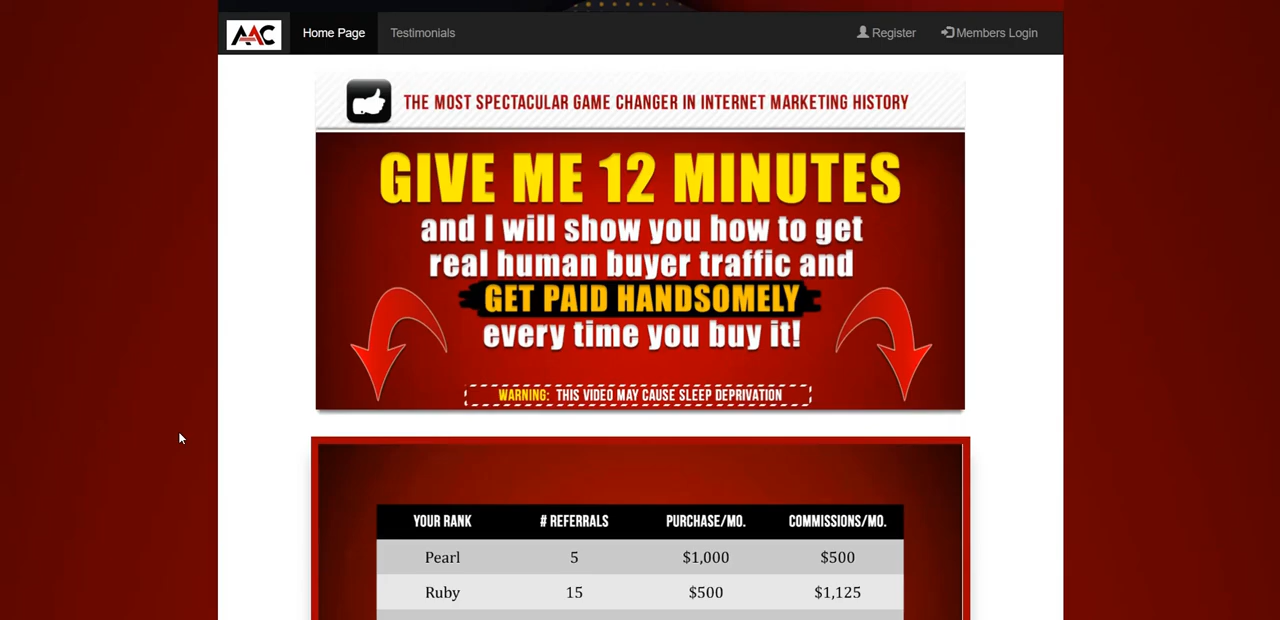 AAC
Home Page
Testimonials
Register
Members Login
THE MOST SPECTACULAR GAME CHANGER IN INTERNET MARKETING HISTORY
GIVE ME 12 MINUTES
and I will show you how to get
real human buyer traffic and
GET PAID HANDSOMELY
every time you buy it!
WARNING: THIS VIDEO MAY CAUSE SLEEP DEPRIVATION
YOUR RANK # REFERRALS PURCHASE/MO. COMMISSIONS/MO.
Pearl 5 $1,000 $500
Ruby 15 $500 $1,125